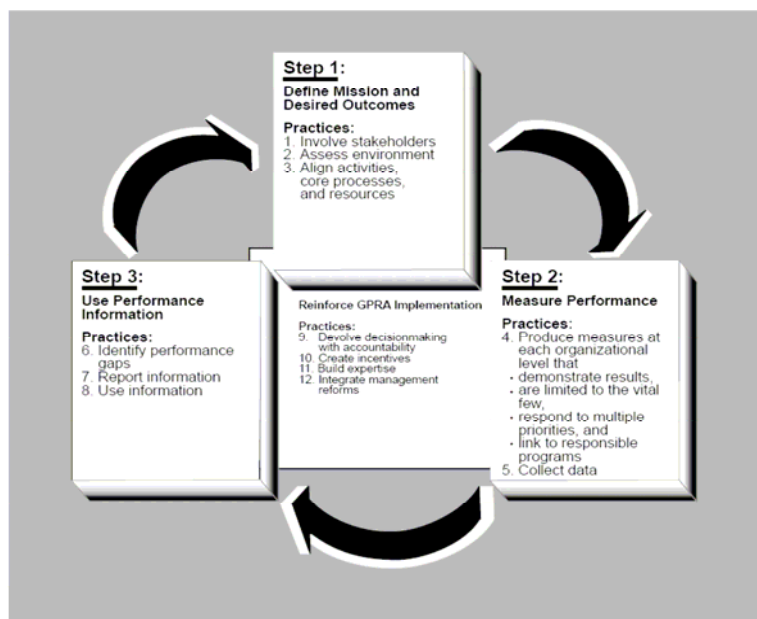 Step 1:
Define Mission and
Desired Outcomes
Practices:
1. Involve stakeholders
2. Assess environment
3. Align activities,
core processes,
and resources
Step 2:
Measure Performance
Practices:
4. Produce measures at
each organizational
level that
· demonstrate results,
· are limited to the vital
few,
· respond to multiple
priorities, and
· link to responsible
programs
5. Collect data
Step 3:
Use Performance
Information
Practices:
6. Identify performance
gaps
7. Report information
8. Use information
Reinforce GPRA Implementation
Practices:
9. Devolve decisionmaking
with accountability
10. Create incentives
11. Build expertise
12. Integrate management
reforms